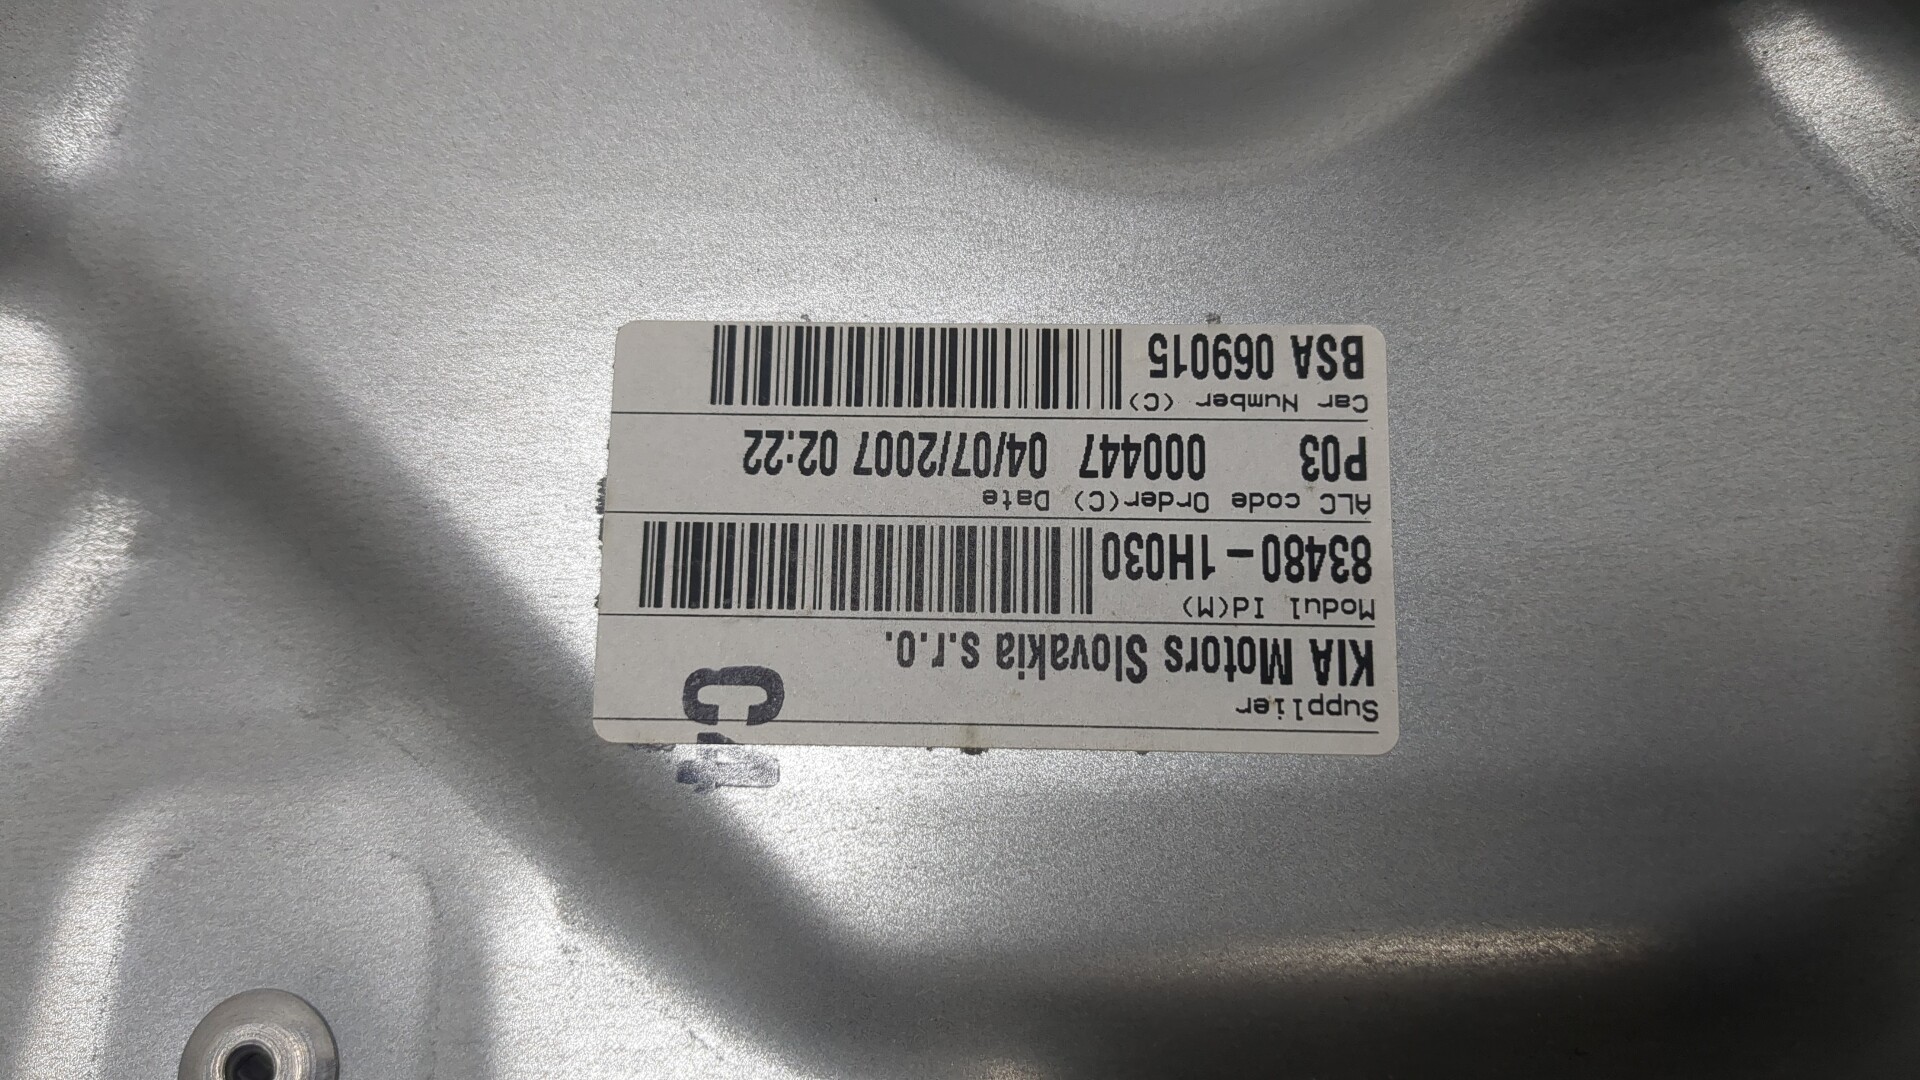 Supplier
KIA Motors Slovakia s.r.o.
Modul Id(M)
83480-1H030
ALC code Order(C) Date
P03 000447 04/07/2007 02:22
Car Number (C)
BSA 069015